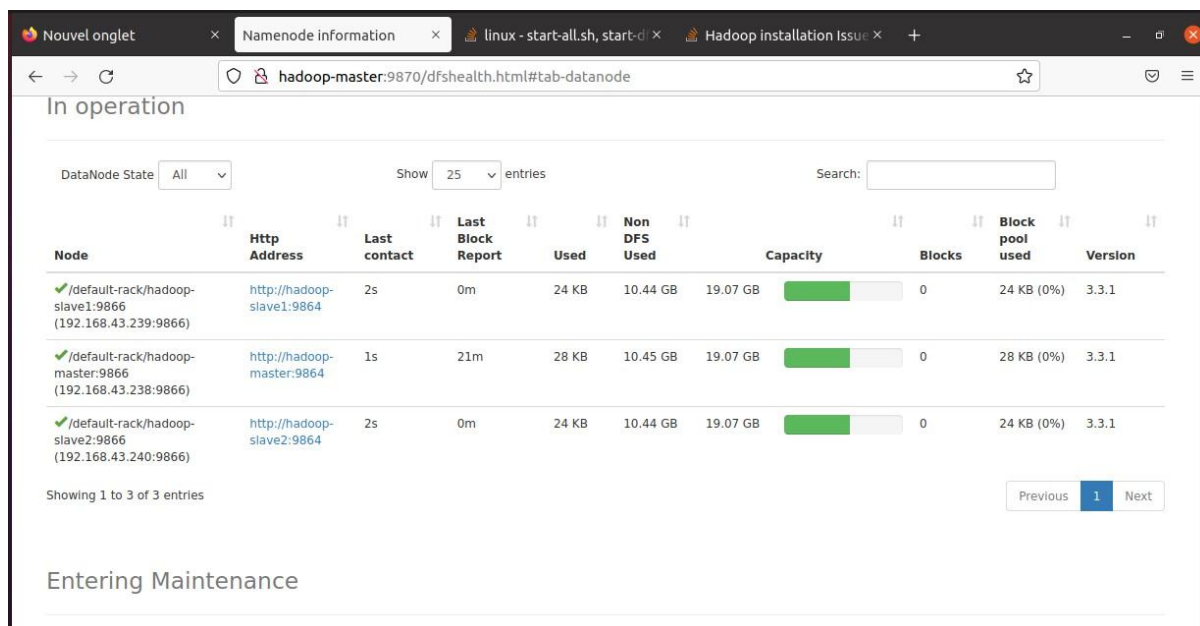 Nouvel onglet
Namenode information
linux - start-all.sh, start-d
Hadoop installation Issue
hadoop-master:9870/dfshealth.html#tab-datanode
In operation
DataNode State All Show 25 entries Search:
Node Http Address Last contact Last Block Report Used Non DFS Used Capacity Blocks Block pool used Version
/default-rack/hadoop- http://hadoop- 2s 0m 24 KB 10.44 GB 19.07 GB 0 24 KB (0%) 3.3.1
slave1:9866 slave1:9864
(192.168.43.239:9866)
/default-rack/hadoop- http://hadoop- 1s 21m 28 KB 10.45 GB 19.07 GB 0 28 KB (0%) 3.3.1
master:9866 master:9864
(192.168.43.238:9866)
/default-rack/hadoop- http://hadoop- 2s 0m 24 KB 10.44 GB 19.07 GB 0 24 KB (0%) 3.3.1
slave2:9866 slave2:9864
(192.168.43.240:9866)
Showing 1 to 3 of 3 entries Previous 1 Next
Entering Maintenance